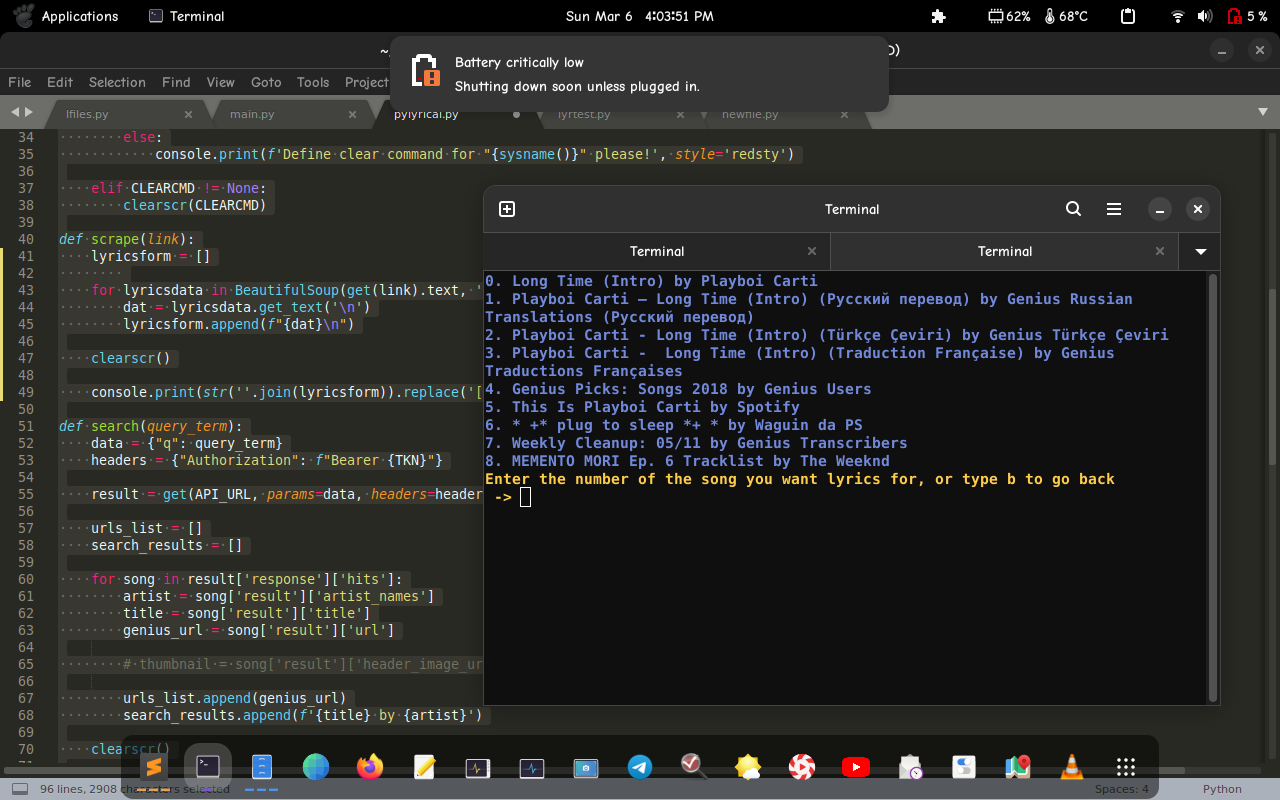 Applications Terminal Sun Mar 6 4:03:51 PM 62% 68°C 5 %
Battery critically low
Shutting down soon unless plugged in.
File Edit Selection Find View Goto Tools Project
lfiles.py main.py pylyrical.py lyrtest.py newfile.py
34 else:
35 console.print(f'Define clear command for "{sysname()}" please!', style='redsty')
36
37 elif CLEARCMD != None:
38 clearscr(CLEARCMD)
39
40 def scrape(link):
41 lyricsform = []
42
43 for lyricsdata in BeautifulSoup(get(link).text, '
44 dat = lyricsdata.get_text('\n')
45 lyricsform.append(f"{dat}\n")
46
47 clearscr()
48
49 console.print(str(''.join(lyricsform)).replace('[
50
51 def search(query_term):
52 data = {"q": query_term}
53 headers = {"Authorization": f"Bearer {TKN}"}
54
55 result = get(API_URL, params=data, headers=header
56
57 urls_list = []
58 search_results = []
59
60 for song in result['response']['hits']:
61 artist = song['result']['artist_names']
62 title = song['result']['title']
63 genius_url = song['result']['url']
64
65 # thumbnail = song['result']['header_image_ur
66
67 urls_list.append(genius_url)
68 search_results.append(f'{title} by {artist}')
69
70 clearscr()
Terminal
Terminal Terminal
0. Long Time (Intro) by Playboi Carti
1. Playboi Carti – Long Time (Intro) (Русский перевод) by Genius Russian
Translations (Русский перевод)
2. Playboi Carti - Long Time (Intro) (Türkçe Çeviri) by Genius Türkçe Çeviri
3. Playboi Carti -  Long Time (Intro) (Traduction Française) by Genius
Traductions Françaises
4. Genius Picks: Songs 2018 by Genius Users
5. This Is Playboi Carti by Spotify
6. * +* plug to sleep *+ * by Waguin da PS
7. Weekly Cleanup: 05/11 by Genius Transcribers
8. MEMENTO MORI Ep. 6 Tracklist by The Weeknd
Enter the number of the song you want lyrics for, or type b to go back
->
96 lines, 2908 characters selected Spaces: 4 Python